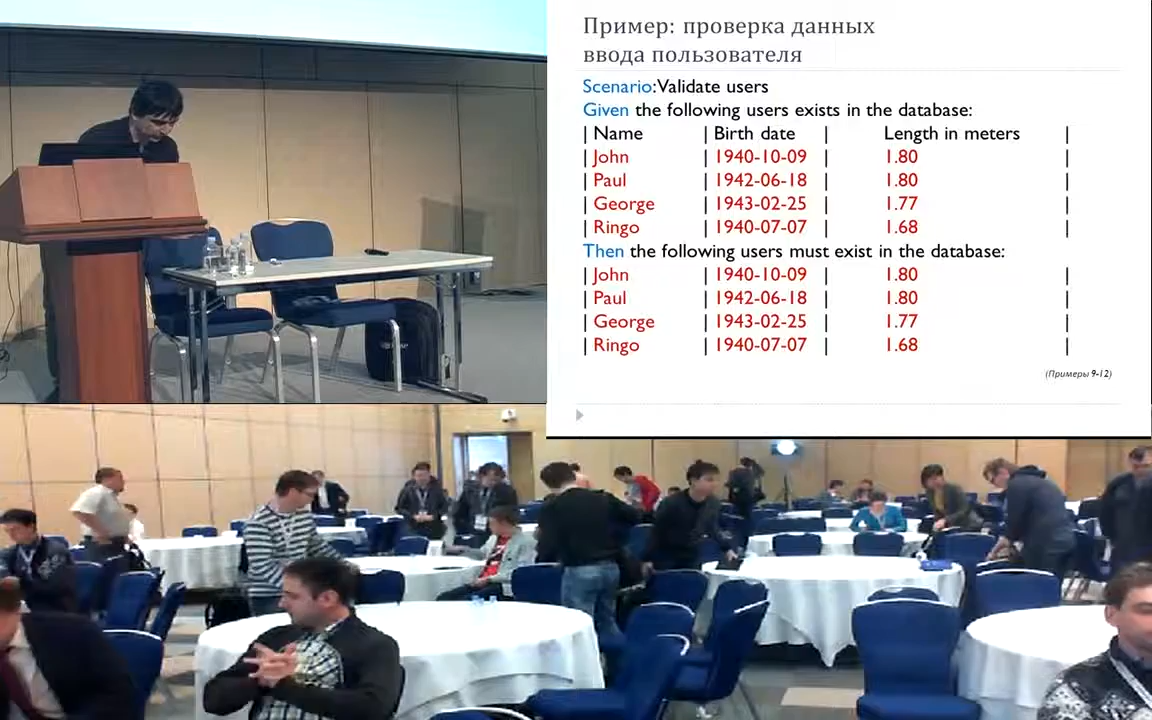 Пример: проверка данных
ввода пользователя
Scenario:Validate users
Given the following users exists in the database:
| Name | Birth date | Length in meters |
| John | 1940-10-09 | 1.80 |
| Paul | 1942-06-18 | 1.80 |
| George | 1943-02-25 | 1.77 |
| Ringo | 1940-07-07 | 1.68 |
Then the following users must exist in the database:
| John | 1940-10-09 | 1.80 |
| Paul | 1942-06-18 | 1.80 |
| George | 1943-02-25 | 1.77 |
| Ringo | 1940-07-07 | 1.68 |
(Примеры 9-12)